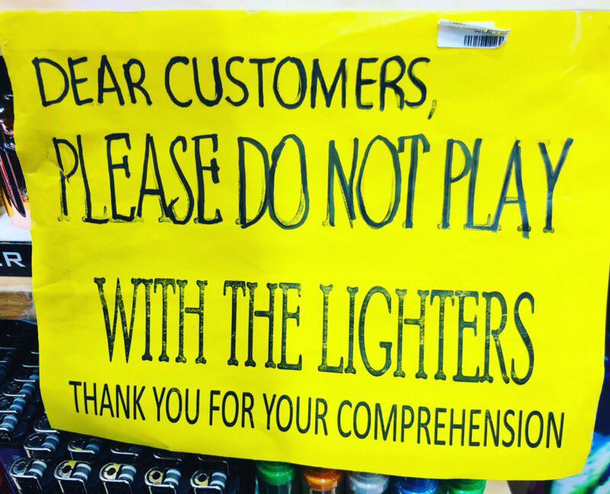 DEAR CUSTOMERS,
PLEASE DO NOT PLAY
WITH THE LIGHTERS
THANK YOU FOR YOUR COMPREHENSION